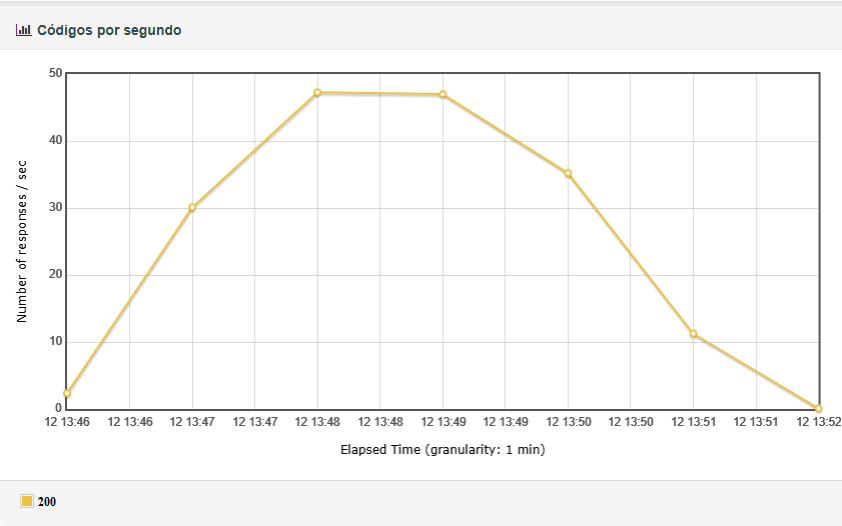 Códigos por segundo
50
40
30
20
10
0
Number of responses / sec
12 13:46 12 13:46 12 13:47 12 13:47 12 13:48 12 13:48 12 13:49 12 13:49 12 13:50 12 13:50 12 13:51 12 13:51 12 13:52
Elapsed Time (granularity: 1 min)
200